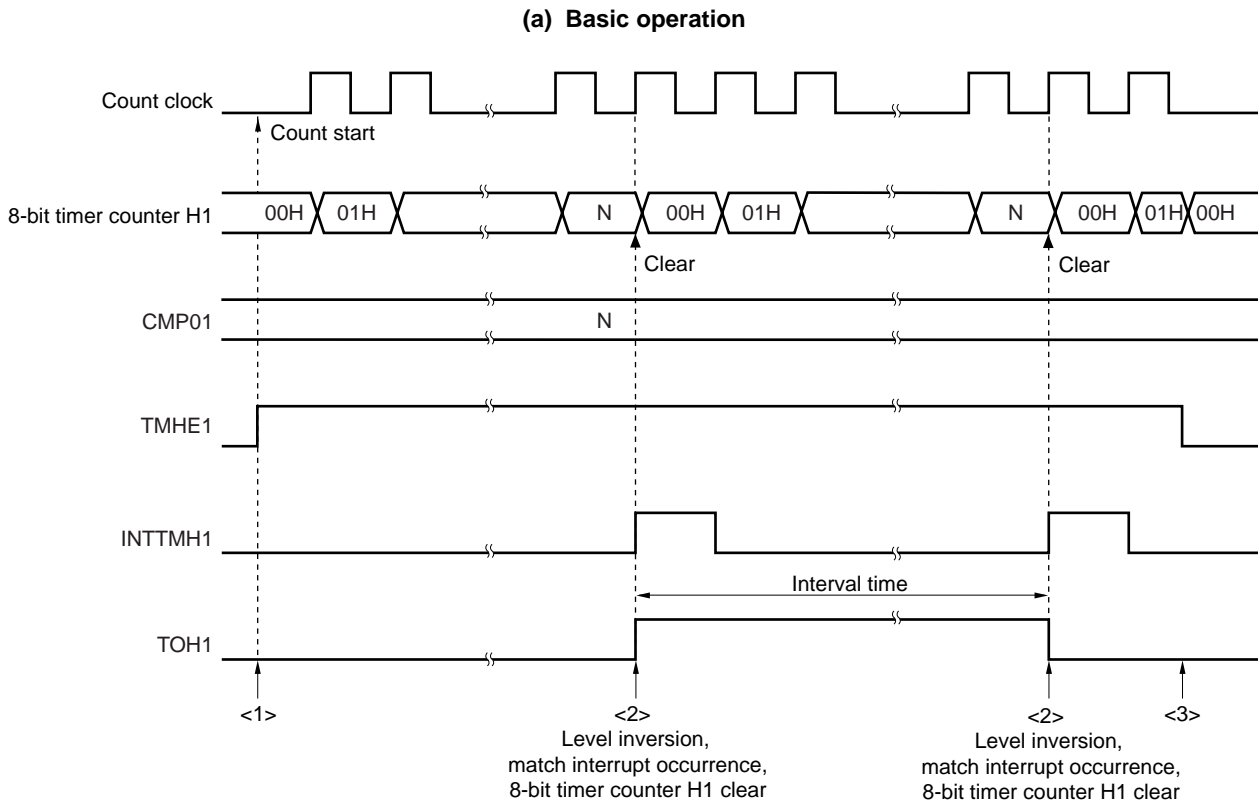 (a) Basic operation
Count clock
Count start
8-bit timer counter H1
00H 01H N 00H 01H N 00H 01H 00H
Clear Clear
CMP01
N
TMHE1
INTTMH1
Interval time
TOH1
<1> <2> <2> <3>
Level inversion,
match interrupt occurrence,
8-bit timer counter H1 clear
Level inversion,
match interrupt occurrence,
8-bit timer counter H1 clear